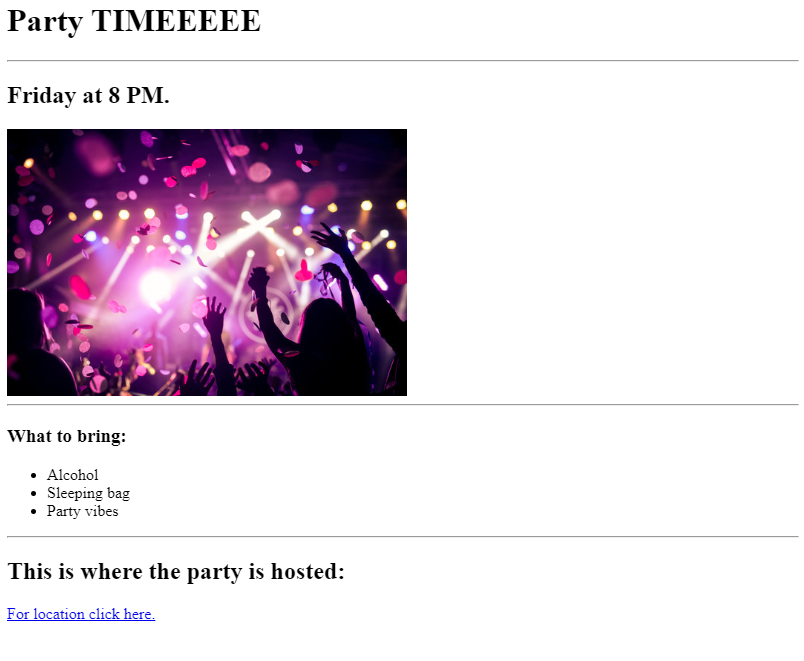 Party TIMEEEEE
Friday at 8 PM.
What to bring:
Alcohol
Sleeping bag
Party vibes
This is where the party is hosted:
For location click here.